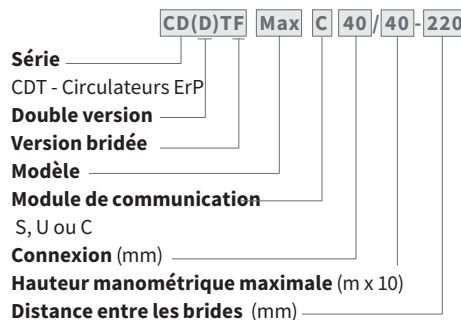 CD(D)TF Max C 40/40-220
Série
CDT - Circulateurs ErP
Double version
Version bridée
Modèle
Module de communication
S, U ou C
Connexion (mm)
Hauteur manométrique maximale (m x 10)
Distance entre les brides (mm)